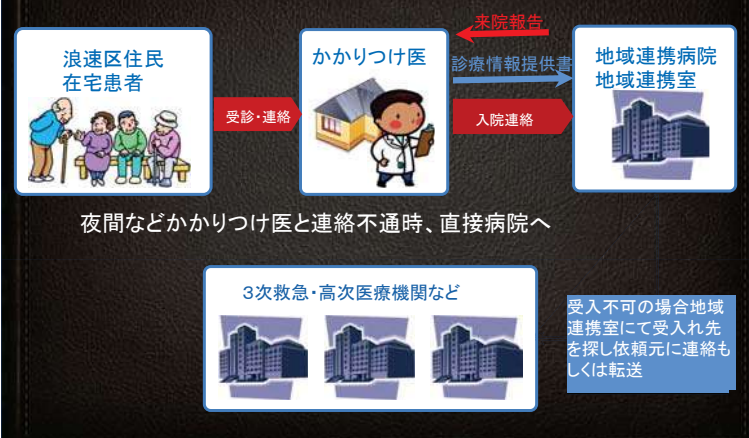 浪速区住民
在宅患者
受診・連絡
かかりつけ医
来院報告
診療情報提供書
入院連絡
地域連携病院
地域連携室
夜間などかかりつけ医と連絡不通時、直接病院へ
3次救急・高次医療機関など
受入不可の場合地域
連携室にて受入れ先
を探し依頼元に連絡も
しくは転送